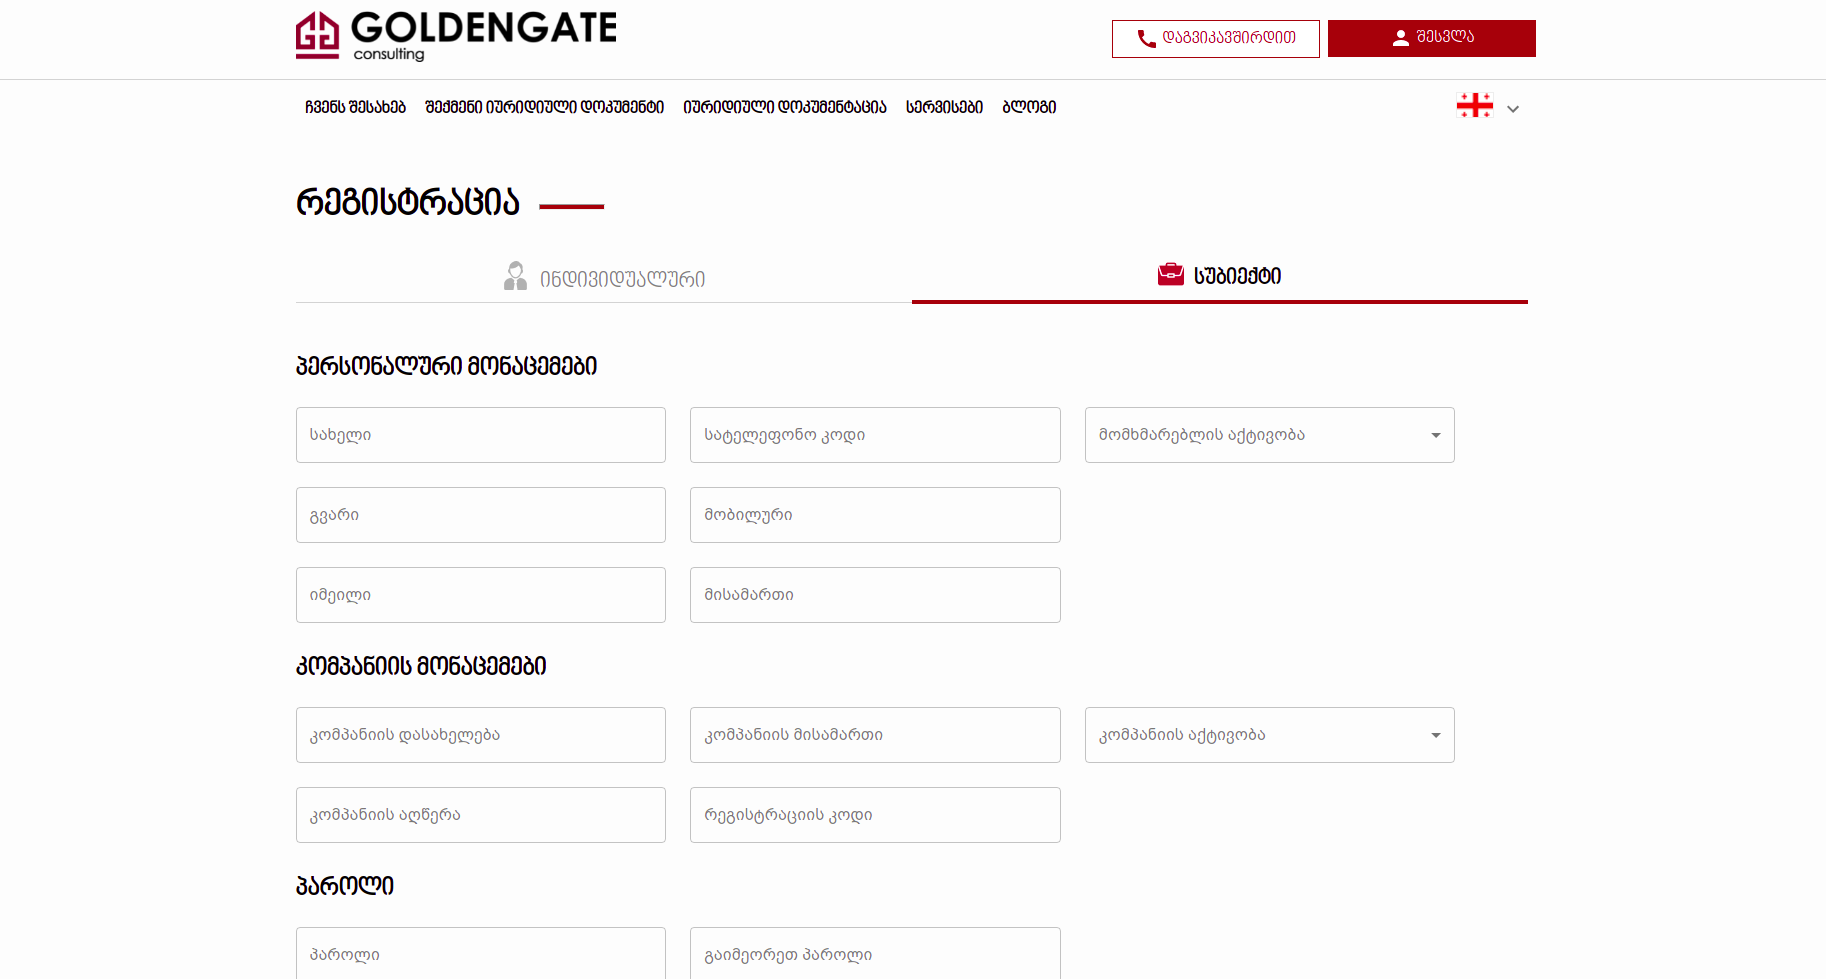 GOLDENGATE
consulting
დაგვიკავშირდით
შესვლა
ჩვენს შესახებ შექმენი იურიდიული დოკუმენტი იურიდიული დოკუმენტაცია სერვისები ბლოგი
რეგისტრაცია
ინდივიდუალური
სუბიექტი
პერსონალური მონაცემები
სახელი
სატელეფონო კოდი
მომხმარებლის აქტივობა
გვარი
მობილური
იმეილი
მისამართი
კომპანიის მონაცემები
კომპანიის დასახელება
კომპანიის მისამართი
კომპანიის აქტივობა
კომპანიის აღწერა
რეგისტრაციის კოდი
პაროლი
პაროლი
გაიმეორეთ პაროლი